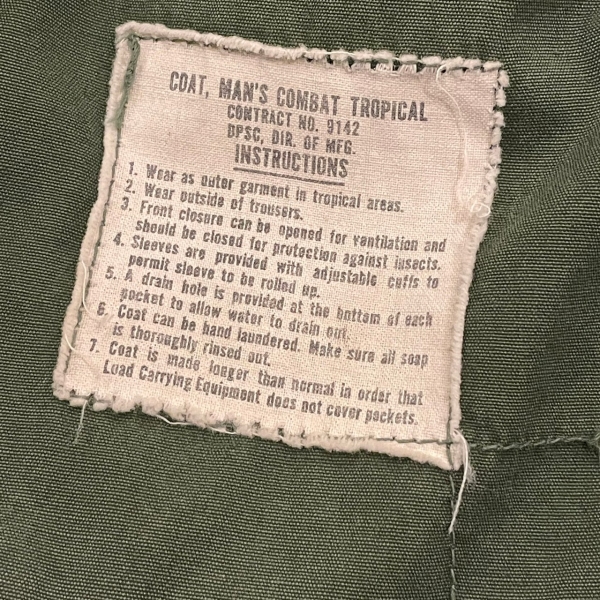 COAT, MAN'S COMBAT TROPICAL
CONTRACT NO. 9142
DPSC, DIR. OF MFG.
INSTRUCTIONS
1. Wear as outer garment in tropical areas.
2. Wear outside of trousers.
3. Front closure can be opened for ventilation and
should be closed for protection against insects.
4. Sleeves are provided with adjustable cuffs to
permit sleeve to be rolled up.
5. A drain hole is provided at the bottom of each
pocket to allow water to drain out.
6. Coat can be hand laundered. Make sure all soap
is thoroughly rinsed out.
7. Coat is made longer than normal in order that
Load Carrying Equipment does not cover pockets.